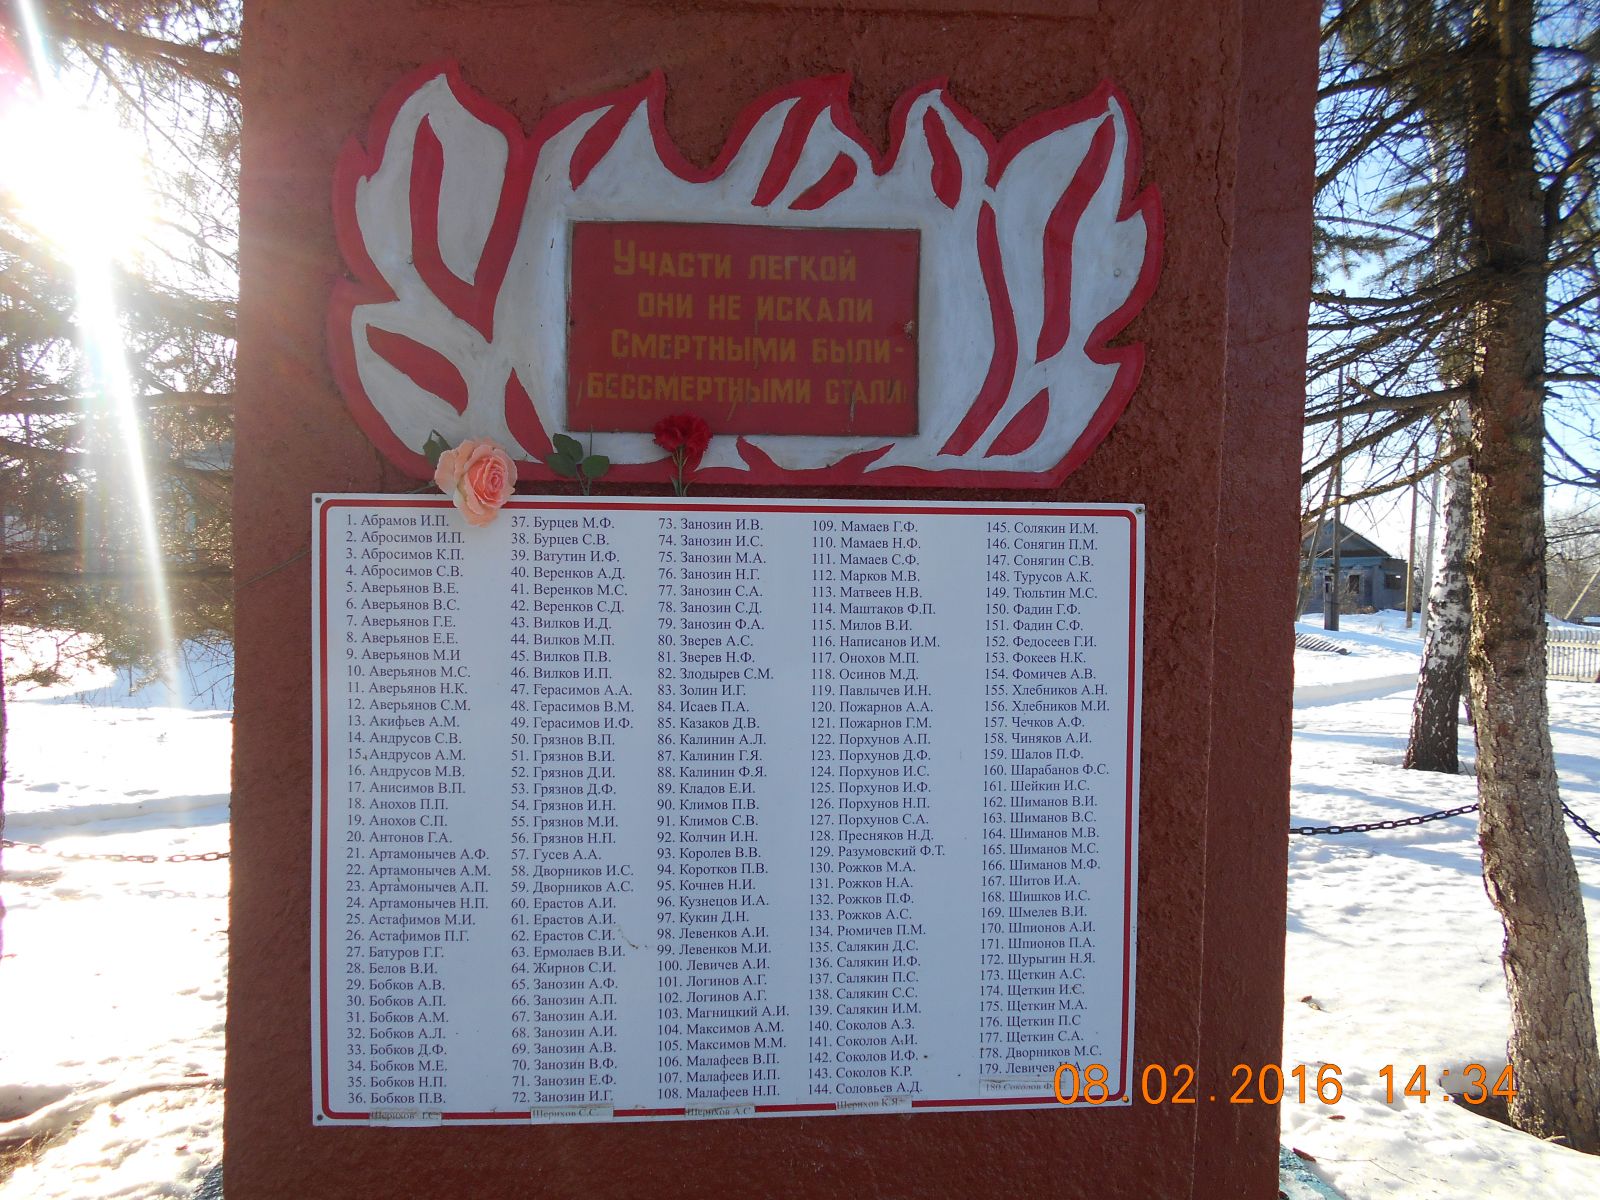 Участи легкой
они не искали
Смертными были-
бессмертными стали
1. Абрамов И.П.
2. Абросимов И.П.
3. Абросимов К.П.
4. Абросимов С.В.
5. Аверьянов В.Е.
6. Аверьянов В.С.
7. Аверьянов Г.Е.
8. Аверьянов Е.Е.
9. Аверьянов М.И
10. Аверьянов М.С.
11. Аверьянов Н.К.
12. Аверьянов С.М.
13. Акифьев А.М.
14. Андрусов С.В.
15. Андрусов А.М.
16. Андрусов М.В.
17. Анисимов В.П.
18. Анохов П.П.
19. Анохов С.П.
20. Антонов Г.А.
21. Артамонычев А.Ф.
22. Артамонычев А.М.
23. Артамонычев А.П.
24. Артамонычев Н.П.
25. Астафимов М.И.
26. Астафимов П.Г.
27. Батуров Г.Г.
28. Белов В.И.
29. Бобков А.В.
30. Бобков А.П.
31. Бобков А.М.
32. Бобков А.Л.
33. Бобков Д.Ф.
34. Бобков М.Е.
35. Бобков Н.П.
36. Бобков П.В.
Шерихов Г.С.
37. Бурцев М.Ф.
38. Бурцев С.В.
39. Ватутин И.Ф.
40. Веренков А.Д.
41. Веренков М.С.
42. Веренков С.Д.
43. Вилков И.Д.
44. Вилков М.П.
45. Вилков П.В.
46. Вилков И.П.
47. Герасимов А.А.
48. Герасимов В.М.
49. Герасимов И.Ф.
50. Грязнов В.П.
51. Грязнов В.И.
52. Грязнов Д.И.
53. Грязнов Д.Ф.
54. Грязнов И.Н.
55. Грязнов М.И.
56. Грязнов Н.П.
57. Гусев А.А.
58. Дворников И.С.
59. Дворников А.С.
60. Ерастов А.И.
61. Ерастов А.И.
62. Ерастов С.И.
63. Ермолаев В.И.
64. Жирнов С.И.
65. Занозин А.Ф.
66. Занозин А.П.
67. Занозин А.И.
68. Занозин А.И.
69. Занозин А.В.
70. Занозин В.Ф.
71. Занозин Е.Ф.
72. Занозин И.Г.
Шерихов С.С.
73. Занозин И.В.
74. Занозин И.С.
75. Занозин М.А.
76. Занозин Н.Г.
77. Занозин С.А.
78. Занозин С.Д.
79. Занозин Ф.А.
80. Зверев А.С.
81. Зверев Н.Ф.
82. Злодырев С.М.
83. Золин И.Г.
84. Исаев П.А.
85. Казаков Д.В.
86. Калинин А.Л.
87. Калинин Г.Я.
88. Калинин Ф.Я.
89. Кладов Е.И.
90. Климов П.В.
91. Климов С.В.
92. Колчин И.Н.
93. Королев В.В.
94. Коротков П.В.
95. Кочнев Н.И.
96. Кузнецов И.А.
97. Кукин Д.Н.
98. Левенков А.И.
99. Левенков М.И.
100. Левичев А.И.
101. Логинов А.Г.
102. Логинов А.Г.
103. Магницкий А.И.
104. Максимов А.М.
105. Максимов М.М.
106. Малафеев В.П.
107. Малафеев И.П.
108. Малафеев Н.П.
Шерихов А.С
109. Мамаев Г.Ф.
110. Мамаев Н.Ф.
111. Мамаев С.Ф.
112. Марков М.В.
113. Матвеев Н.В.
114. Маштаков Ф.П.
115. Милов В.И.
116. Написанов И.М.
117. Онохов М.П.
118. Осинов М.Д.
119. Павлычев И.Н.
120. Пожарнов А.А.
121. Пожарнов Г.М.
122. Порхунов А.П.
123. Порхунов Д.Ф.
124. Порхунов И.С.
125. Порхунов И.Ф.
126. Порхунов Н.П.
127. Порхунов С.А.
128. Пресняков Н.Д.
129. Разумовский Ф.Т.
130. Рожков М.А.
131. Рожков Н.А.
132. Рожков П.Ф.
133. Рожков А.С.
134. Рюмичев П.М.
135. Салякин Д.С.
136. Салякин И.Ф.
137. Салякин П.С.
138. Салякин С.С.
139. Салякин И.М.
140. Соколов А.З.
141. Соколов А.И.
142. Соколов И.Ф.
143. Соколов К.Р.
144. Соловьев А.Д.
Шерихов К.Я.
145. Солякин И.М.
146. Сонягин П.М.
147. Сонягин С.В.
148. Турусов А.К.
149. Тюльтин М.С.
150. Фадин Г.Ф.
151. Фадин С.Ф.
152. Федосеев Г.И.
153. Фокеев Н.К.
154. Фомичев А.В.
155. Хлебников А.Н.
156. Хлебников М.И.
157. Чечков А.Ф.
158. Чиняков А.И.
159. Шалов П.Ф.
160. Шарабанов Ф.С.
161. Шейкин И.С.
162. Шиманов В.И.
163. Шиманов В.С.
164. Шиманов М.В.
165. Шиманов М.С.
166. Шиманов М.Ф.
167. Шитов И.А.
168. Шишков И.С.
169. Шмелев В.И.
170. Шпионов А.И.
171. Шпионов П.А.
172. Шурыгин Н.Я.
173. Щеткин А.С.
174. Щеткин И.С.
175. Щеткин М.А.
176. Щеткин П.С
177. Щеткин С.А.
178. Дворников М.С.
179. Левичев
180 Соколов
08.02.2016 14:34